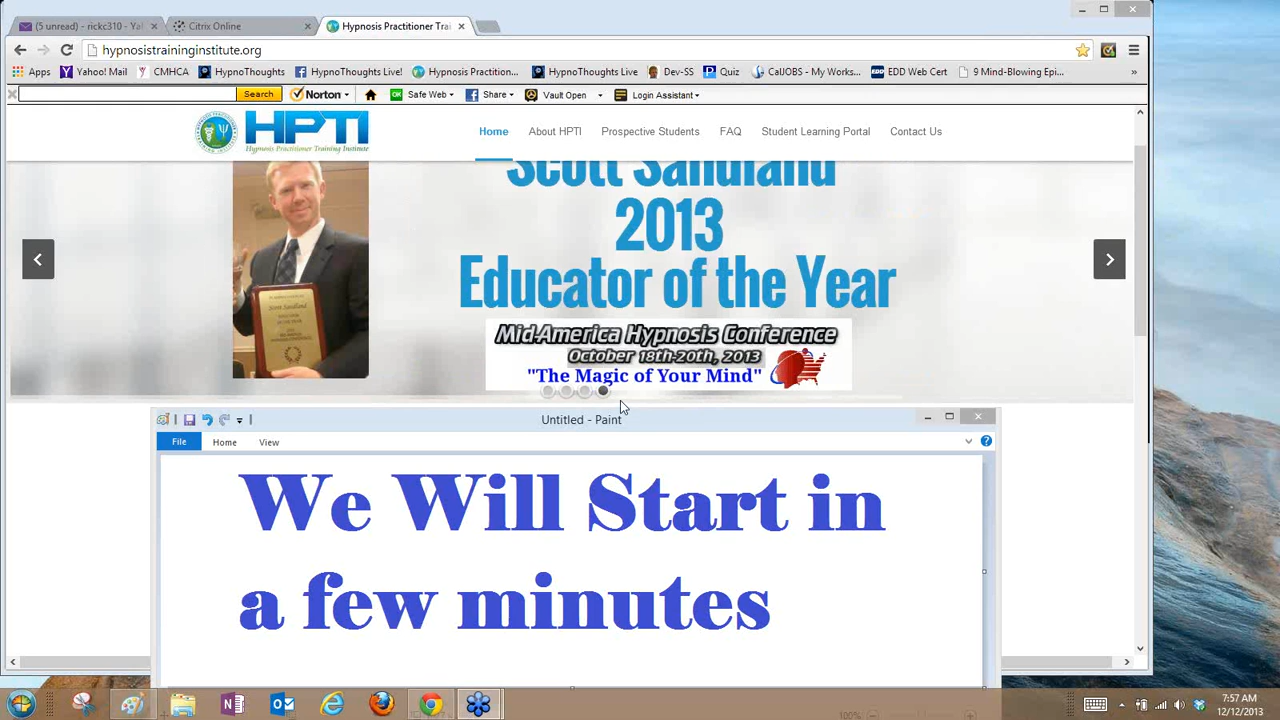 (5 unread) - rickc310 - Ya
Citrix Online
Hypnosis Practitioner Trai
hypnosistraininginstitute.org
Apps
Yahoo! Mail
CMHCA
HypnoThoughts
HypnoThoughts Live!
Hypnosis Practition...
HypnoThoughts Live
Dev-SS
Quiz
CalJOBS - My Works...
EDD Web Cert
9 Mind-Blowing Epi...
»
Search
Norton
Safe Web
Share
Vault Open
Login Assistant
HPTI
Hypnosis Practitioner Training Institute
Home
About HPTI
Prospective Students
FAQ
Student Learning Portal
Contact Us
Scott Sandland
2013
Educator of the Year
Mid-America Hypnosis Conference
October 18th-20th, 2013
"The Magic of Your Mind"
Untitled - Paint
File
Home
View
We Will Start in
a few minutes
100%
7:57 AM
12/12/2013